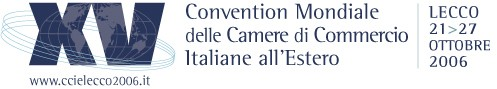 XV
www.ccielecco2006.it
Convention Mondiale
delle Camere di Commercio
Italiane all'Estero
LECCO
21>27
OTTOBRE
2006